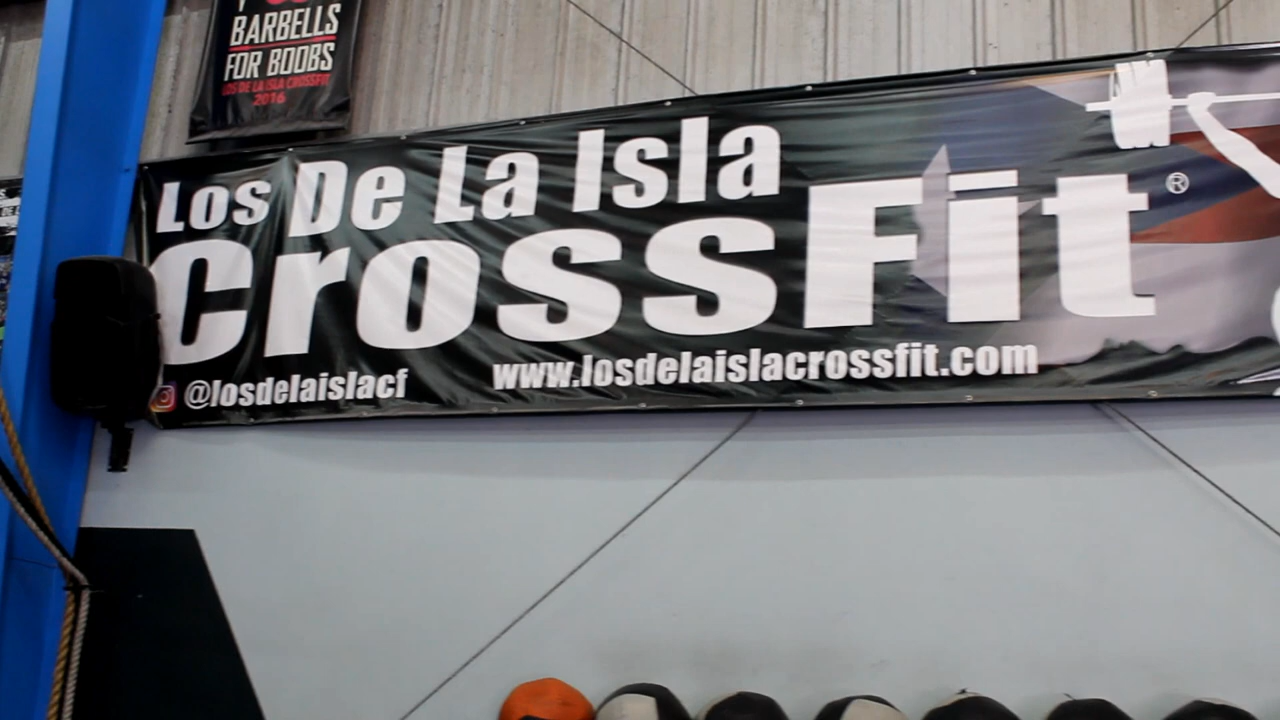 BARBELLS
FOR BOOBS
LOS DE LA ISLA CROSSFIT
2016
Los De La Isla
CrossFit®
@losdelaislacf
www.losdelaislacrossfit.com